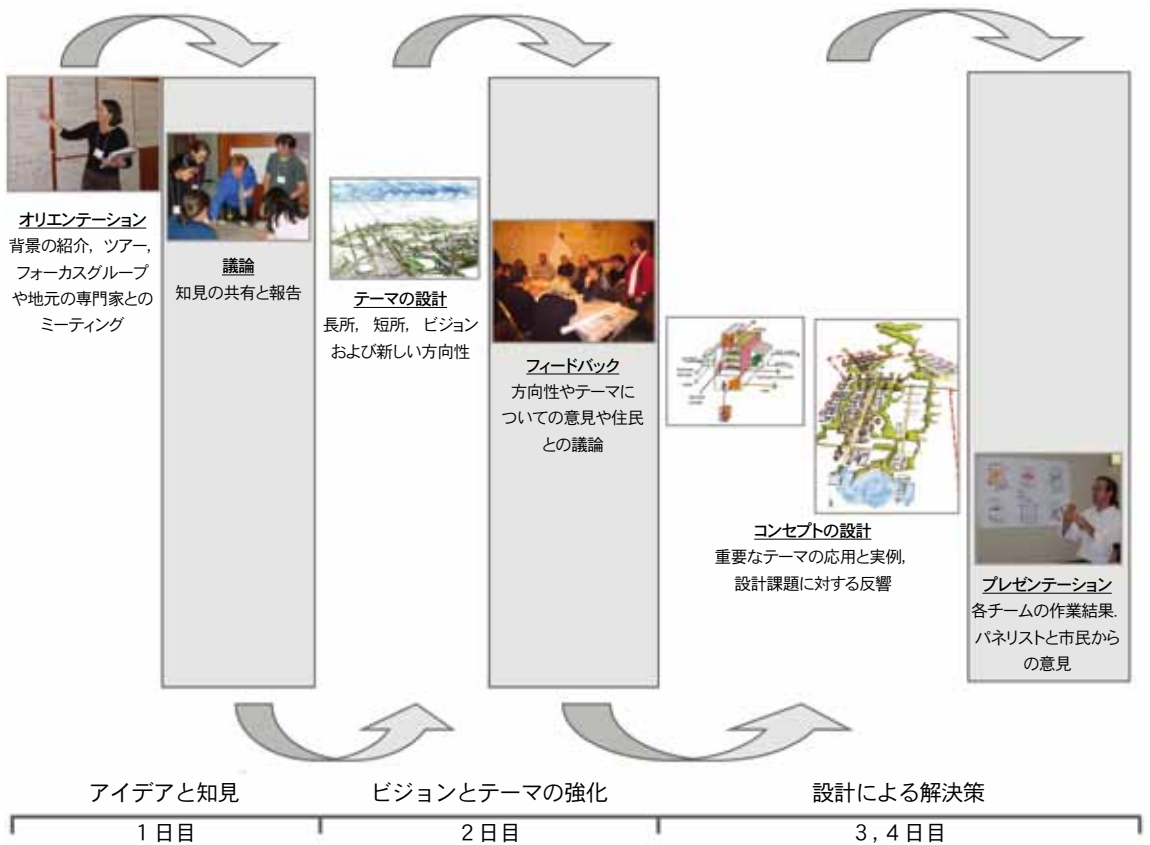 オリエンテーション
背景の紹介，ツアー，
フォーカスグループ
や地元の専門家との
ミーティング
議論
知見の共有と報告
テーマの設計
長所，短所，ビジョン
および新しい方向性
フィードバック
方向性やテーマに
ついての意見や住民
との議論
コンセプトの設計
重要なテーマの応用と実例，
設計課題に対する反響
プレゼンテーション
各チームの作業結果．
パネリストと市民から
の意見
アイデアと知見
ビジョンとテーマの強化
設計による解決策
1日目
2日目
3，4日目